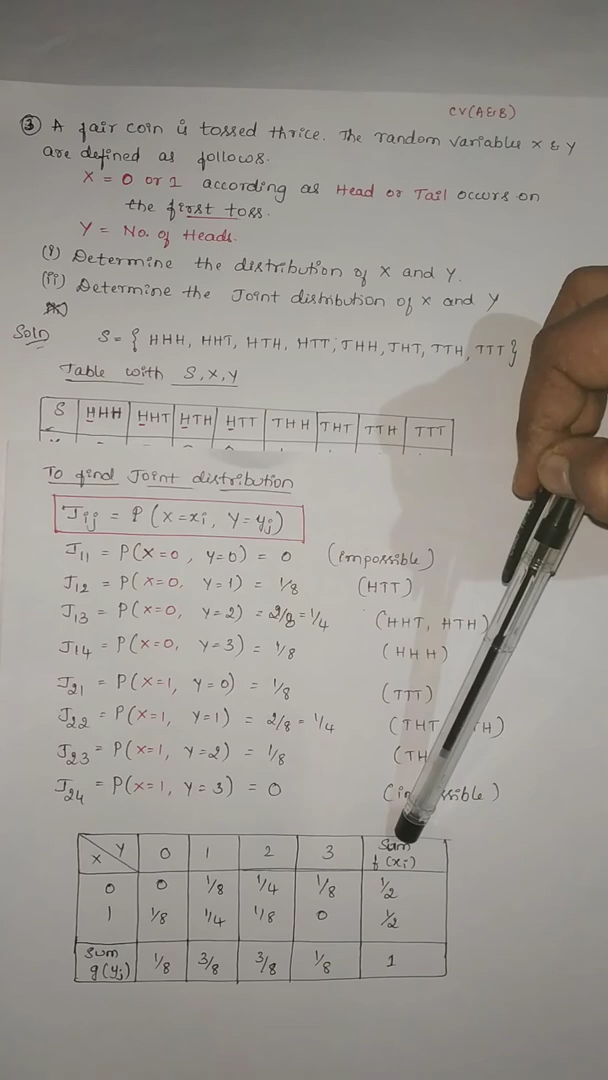 CV(A&B)
③ A fair coin is tossed thrice. The random variables X & Y
are defined as follows.
X = 0 or 1 according as Head or Tail occurs on
the first toss.
Y = No. of Heads.
(i) Determine the distribution of X and Y.
(ii) Determine the Joint distribution of X and Y
Soln S = { HHH, HHT, HTH, HTT, THH, THT, TTH, TTT }
Table with S, X, Y
S HHH HHT HTH HTT THH THT TTH TTT
To find Joint distribution
Jij = P(X=xi, Y=yj)
J11 = P(X=0, Y=0) = 0 (impossible)
J12 = P(X=0, Y=1) = 1/8 (HTT)
J13 = P(X=0, Y=2) = 2/8 = 1/4 (HHT, HTH)
J14 = P(X=0, Y=3) = 1/8 (HHH)
J21 = P(X=1, Y=0) = 1/8 (TTT)
J22 = P(X=1, Y=1) = 2/8 = 1/4 (THT
J23 = P(X=1, Y=2) = 1/8 (TH
J24 = P(X=1, Y=3) = 0
X Y 0 1 2 3 Sum f(xi)
0 0 1/8 1/4 1/8 1/2
1 1/8 1/4 1/8 0 1/2
Sum g(yj) 1/8 3/8 3/8 1/8 1